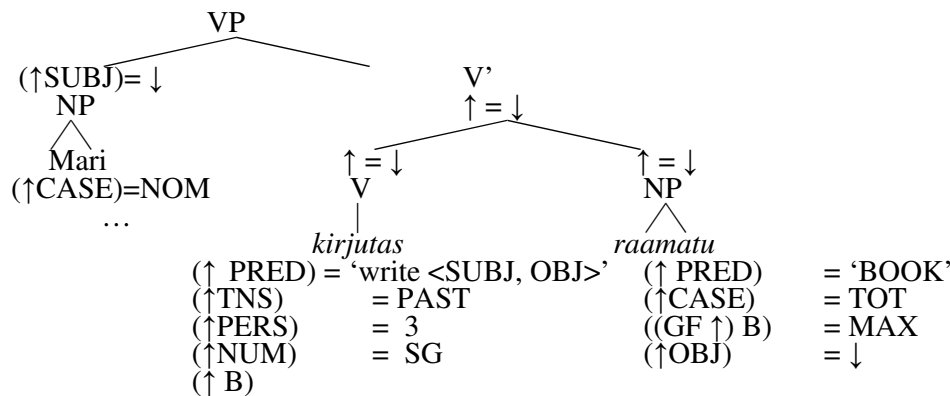 VP
(↑SUBJ)= ↓ V’
NP ↑ = ↓
Mari ↑ = ↓ ↑ = ↓
(↑CASE)=NOM V NP
…
kirjutas raamatu
(↑ PRED) = ‘write <SUBJ, OBJ>’ (↑ PRED) = ‘BOOK’
(↑TNS) = PAST (↑CASE) = TOT
(↑PERS) = 3 ((GF ↑) B) = MAX
(↑NUM) = SG (↑OBJ) = ↓
(↑ B)